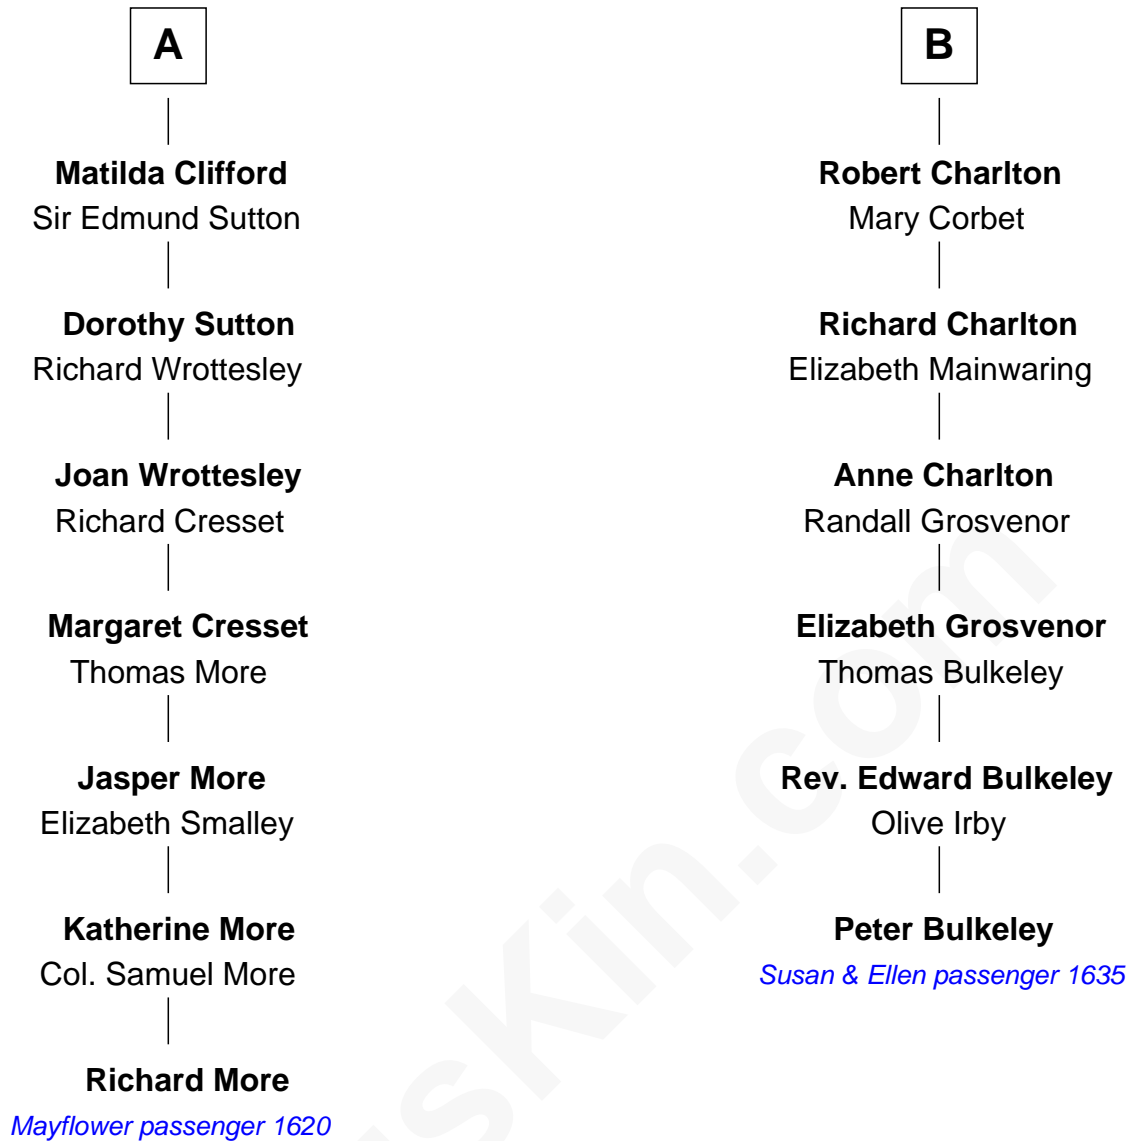 A
Matilda Clifford
Sir Edmund Sutton
Dorothy Sutton
Richard Wrottesley
Joan Wrottesley
Richard Cresset
Margaret Cresset
Thomas More
Jasper More
Elizabeth Smalley
Katherine More
Col. Samuel More
Richard More
Mayflower passenger 1620
B
Robert Charlton
Mary Corbet
Richard Charlton
Elizabeth Mainwaring
Anne Charlton
Randall Grosvenor
Elizabeth Grosvenor
Thomas Bulkeley
Rev. Edward Bulkeley
Olive Irby
Peter Bulkeley
Susan & Ellen passenger 1635
usKin.com